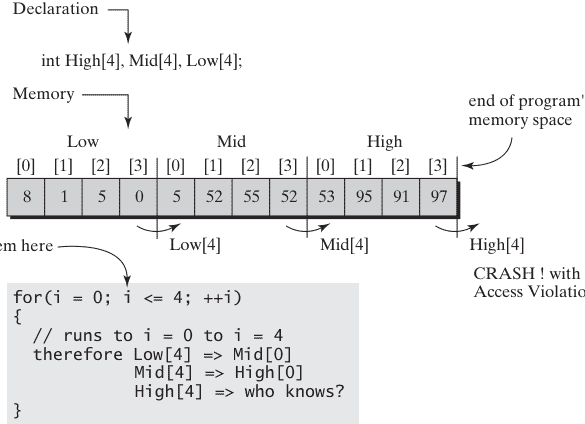 Declaration
int High[4], Mid[4], Low[4];
Memory
end of program'
memory space
Low Mid High
[0] [1] [2] [3] [0] [1] [2] [3] [0] [1] [2] [3]
8 1 5 0 5 52 55 52 53 95 91 97
Low[4] Mid[4] High[4]
em here
CRASH ! with
Access Violatio
for(i = 0; i <= 4; ++i)
{
// runs to i = 0 to i = 4
therefore Low[4] => Mid[0]
Mid[4] => High[0]
High[4] => who knows?
}